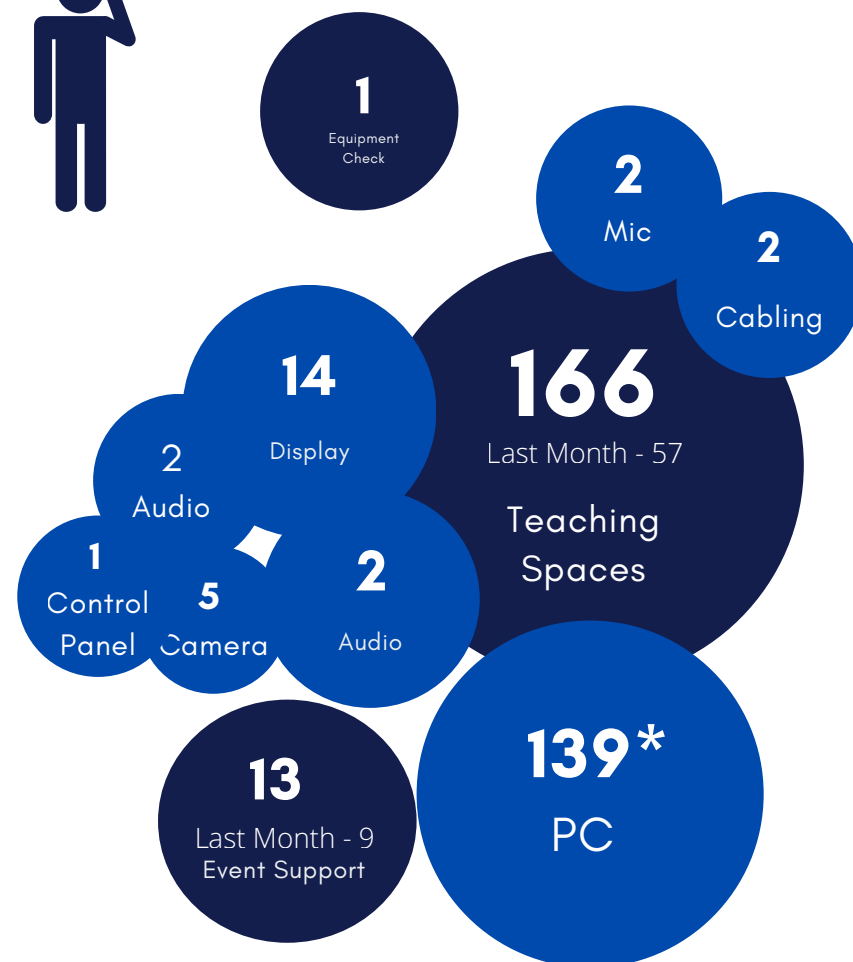 1
Equipment
Check
2
Mic
2
Cabling
166
Last Month - 57
Teaching
Spaces
14
Display
2
Audio
1
Control
Panel
5
Camera
2
Audio
13
Last Month - 9
Event Support
139*
PC